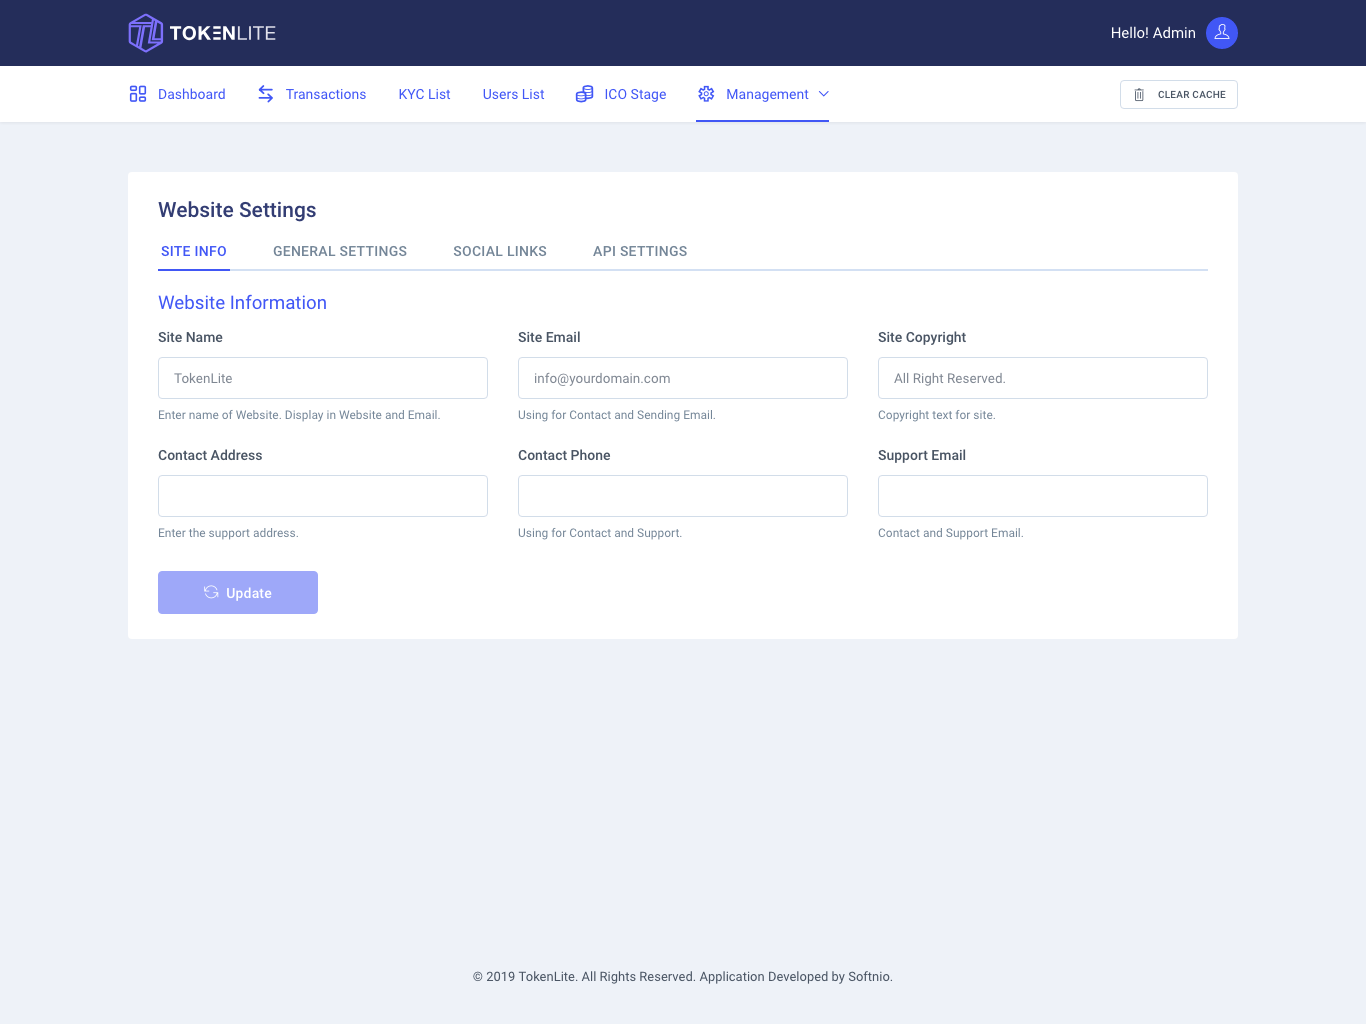 TOKENLITE
Hello! Admin
Dashboard
Transactions
KYC List
Users List
ICO Stage
Management
CLEAR CACHE
Website Settings
SITE INFO
GENERAL SETTINGS
SOCIAL LINKS
API SETTINGS
Website Information
Site Name
Site Email
Site Copyright
TokenLite
info@yourdomain.com
All Right Reserved.
Enter name of Website. Display in Website and Email.
Using for Contact and Sending Email.
Copyright text for site.
Contact Address
Contact Phone
Support Email
Enter the support address.
Using for Contact and Support.
Contact and Support Email.
Update
© 2019 TokenLite. All Rights Reserved. Application Developed by Softnio.